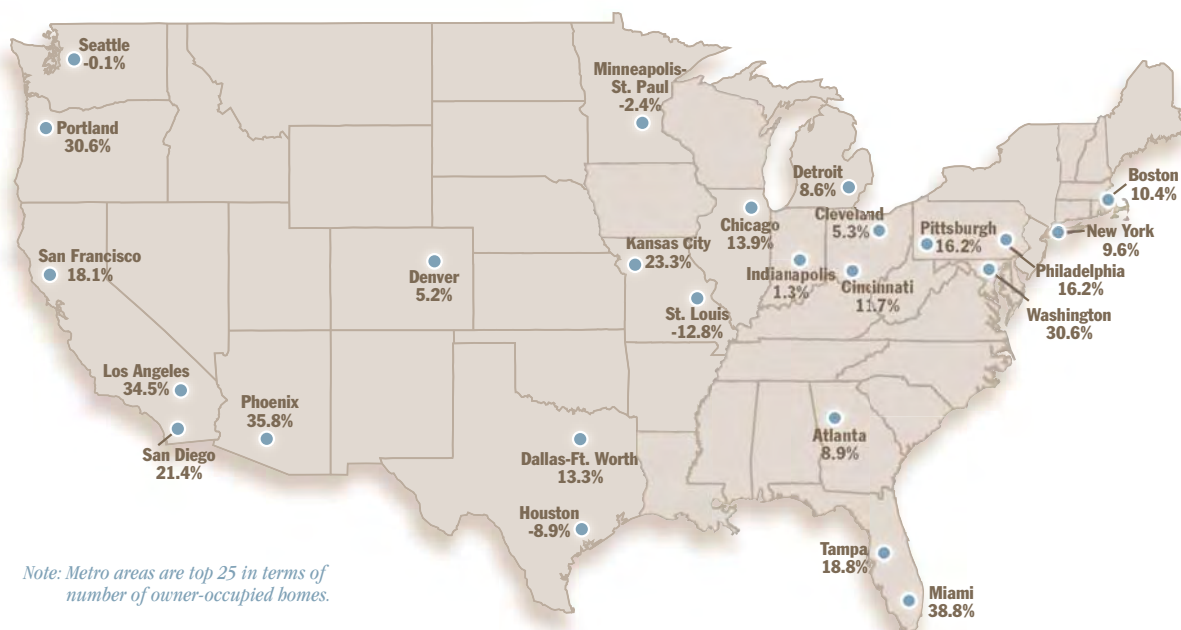 Seattle
-0.1%
Portland
30.6%
San Francisco
18.1%
Los Angeles
34.5%
San Diego
21.4%
Phoenix
35.8%
Denver
5.2%
Minneapolis-
St. Paul
-2.4%
Kansas City
23.3%
St. Louis
-12.8%
Dallas-Ft. Worth
13.3%
Houston
-8.9%
Chicago
13.9%
Detroit
8.6%
Indianapolis
1.3%
Cleveland
5.3%
Cincinnati
11.7%
Pittsburgh
16.2%
Boston
10.4%
New York
9.6%
Philadelphia
16.2%
Washington
30.6%
Atlanta
8.9%
Tampa
18.8%
Miami
38.8%
Note: Metro areas are top 25 in terms of
number of owner-occupied homes.